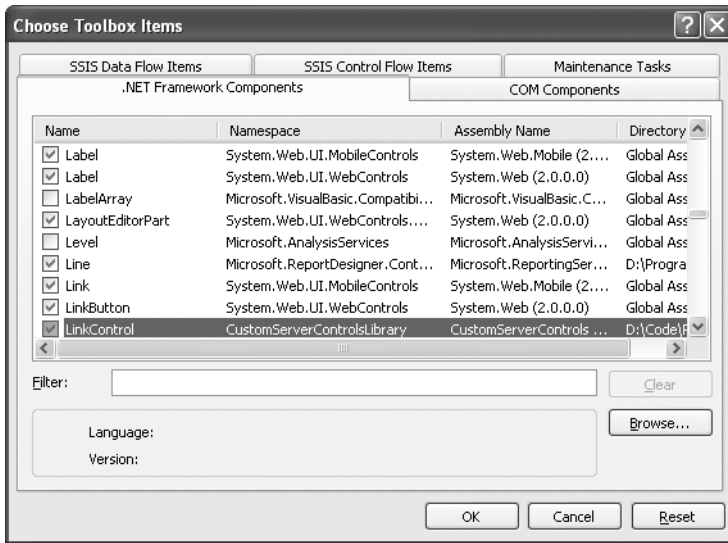 Choose Toolbox Items
SSIS Data Flow Items SSIS Control Flow Items Maintenance Tasks
.NET Framework Components COM Components
Name Namespace Assembly Name Directory
Label System.Web.UI.MobileControls System.Web.Mobile (2.... Global Ass
Label System.Web.UI.WebControls System.Web (2.0.0.0) Global Ass
LabelArray Microsoft.VisualBasic.Compatibi... Microsoft.VisualBasic.C... Global Ass
LayoutEditorPart System.Web.UI.WebControls.... System.Web (2.0.0.0) Global Ass
Level Microsoft.AnalysisServices Microsoft.AnalysisServi... Global Ass
Line Microsoft.ReportDesigner.Cont... Microsoft.ReportingSer... D:\Progra
Link System.Web.UI.MobileControls System.Web.Mobile (2.... Global Ass
LinkButton System.Web.UI.WebControls System.Web (2.0.0.0) Global Ass
LinkControl CustomServerControlsLibrary CustomServerControls ... D:\Code\
Filter: Clear
Language: Browse...
Version:
OK Cancel Reset